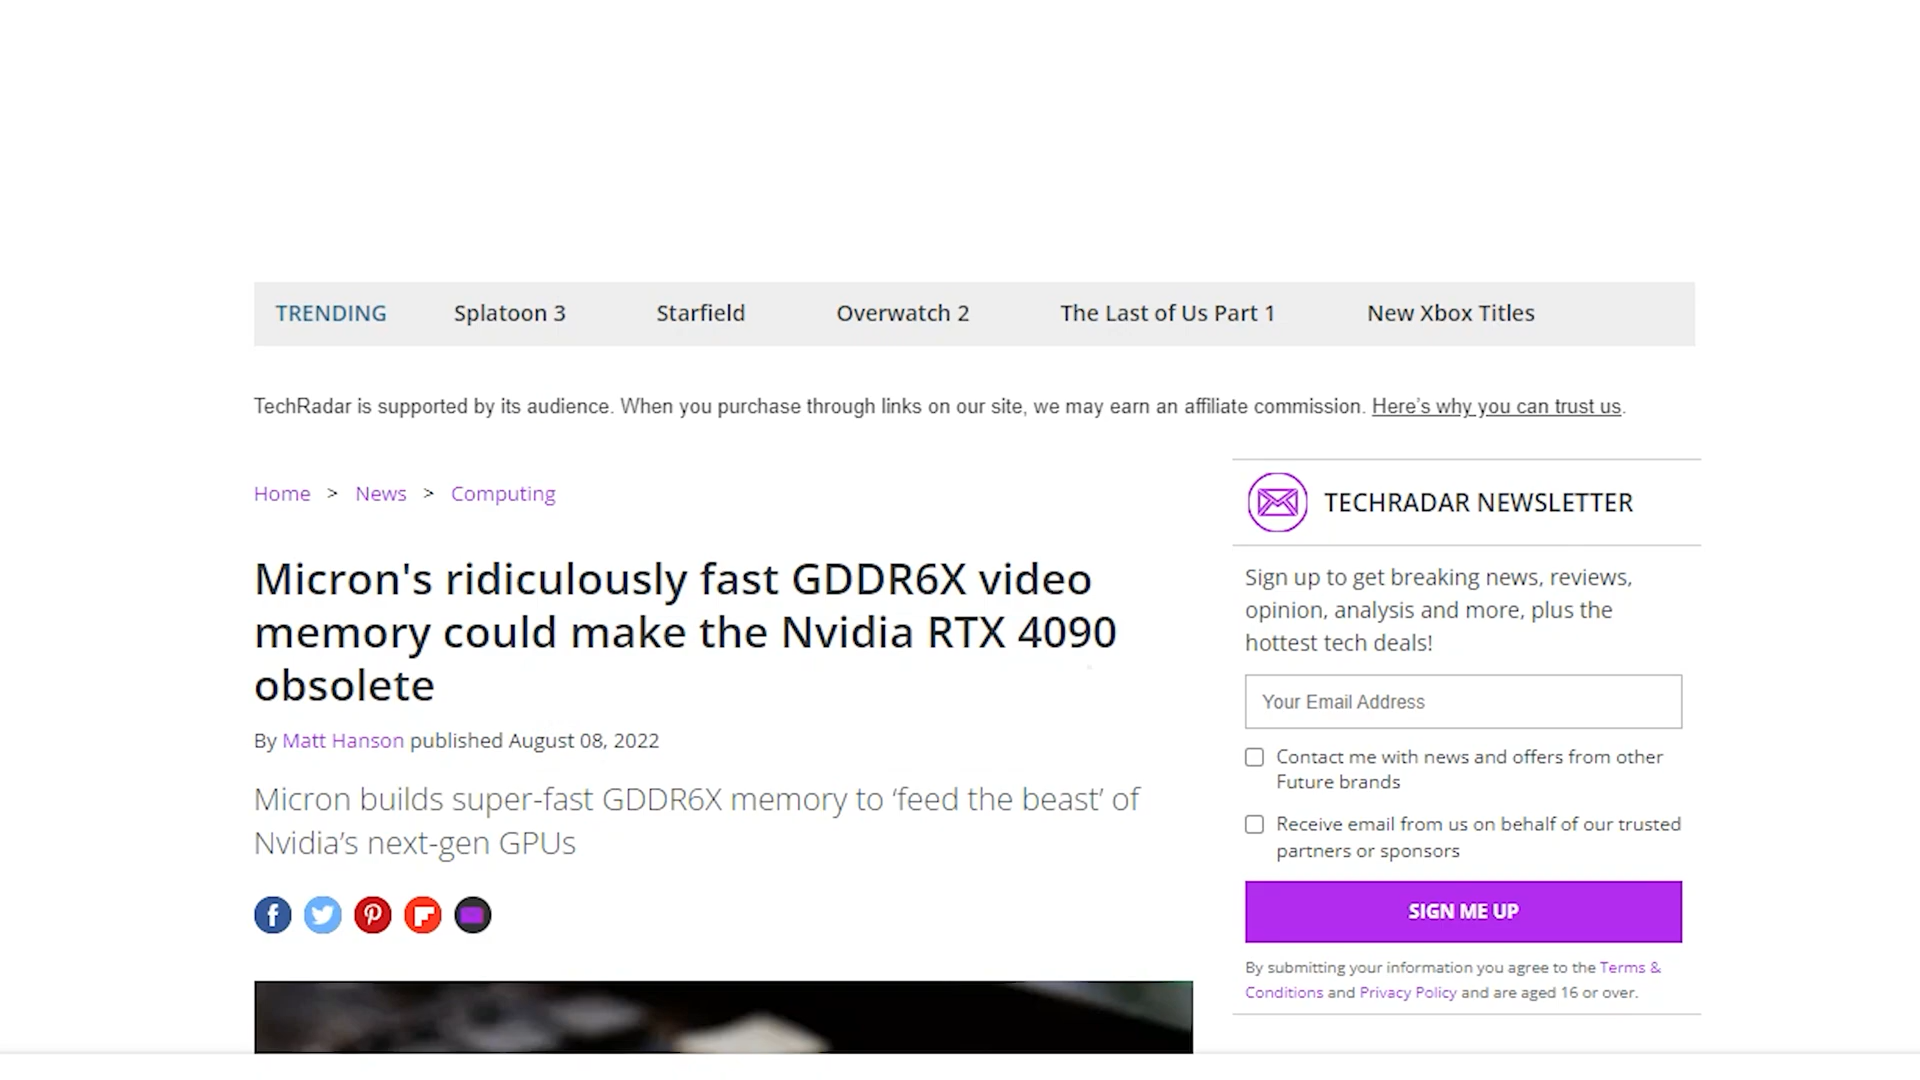 TRENDING Splatoon 3 Starfield Overwatch 2 The Last of Us Part 1 New Xbox Titles
TechRadar is supported by its audience. When you purchase through links on our site, we may earn an affiliate commission. Here's why you can trust us.
Home > News > Computing
Micron's ridiculously fast GDDR6X video
memory could make the Nvidia RTX 4090
obsolete
By Matt Hanson published August 08, 2022
Micron builds super-fast GDDR6X memory to ‘feed the beast’ of
Nvidia’s next-gen GPUs
TECHRADAR NEWSLETTER
Sign up to get breaking news, reviews,
opinion, analysis and more, plus the
hottest tech deals!
Your Email Address
Contact me with news and offers from other
Future brands
Receive email from us on behalf of our trusted
partners or sponsors
SIGN ME UP
By submitting your information you agree to the Terms &
Conditions and Privacy Policy and are aged 16 or over.